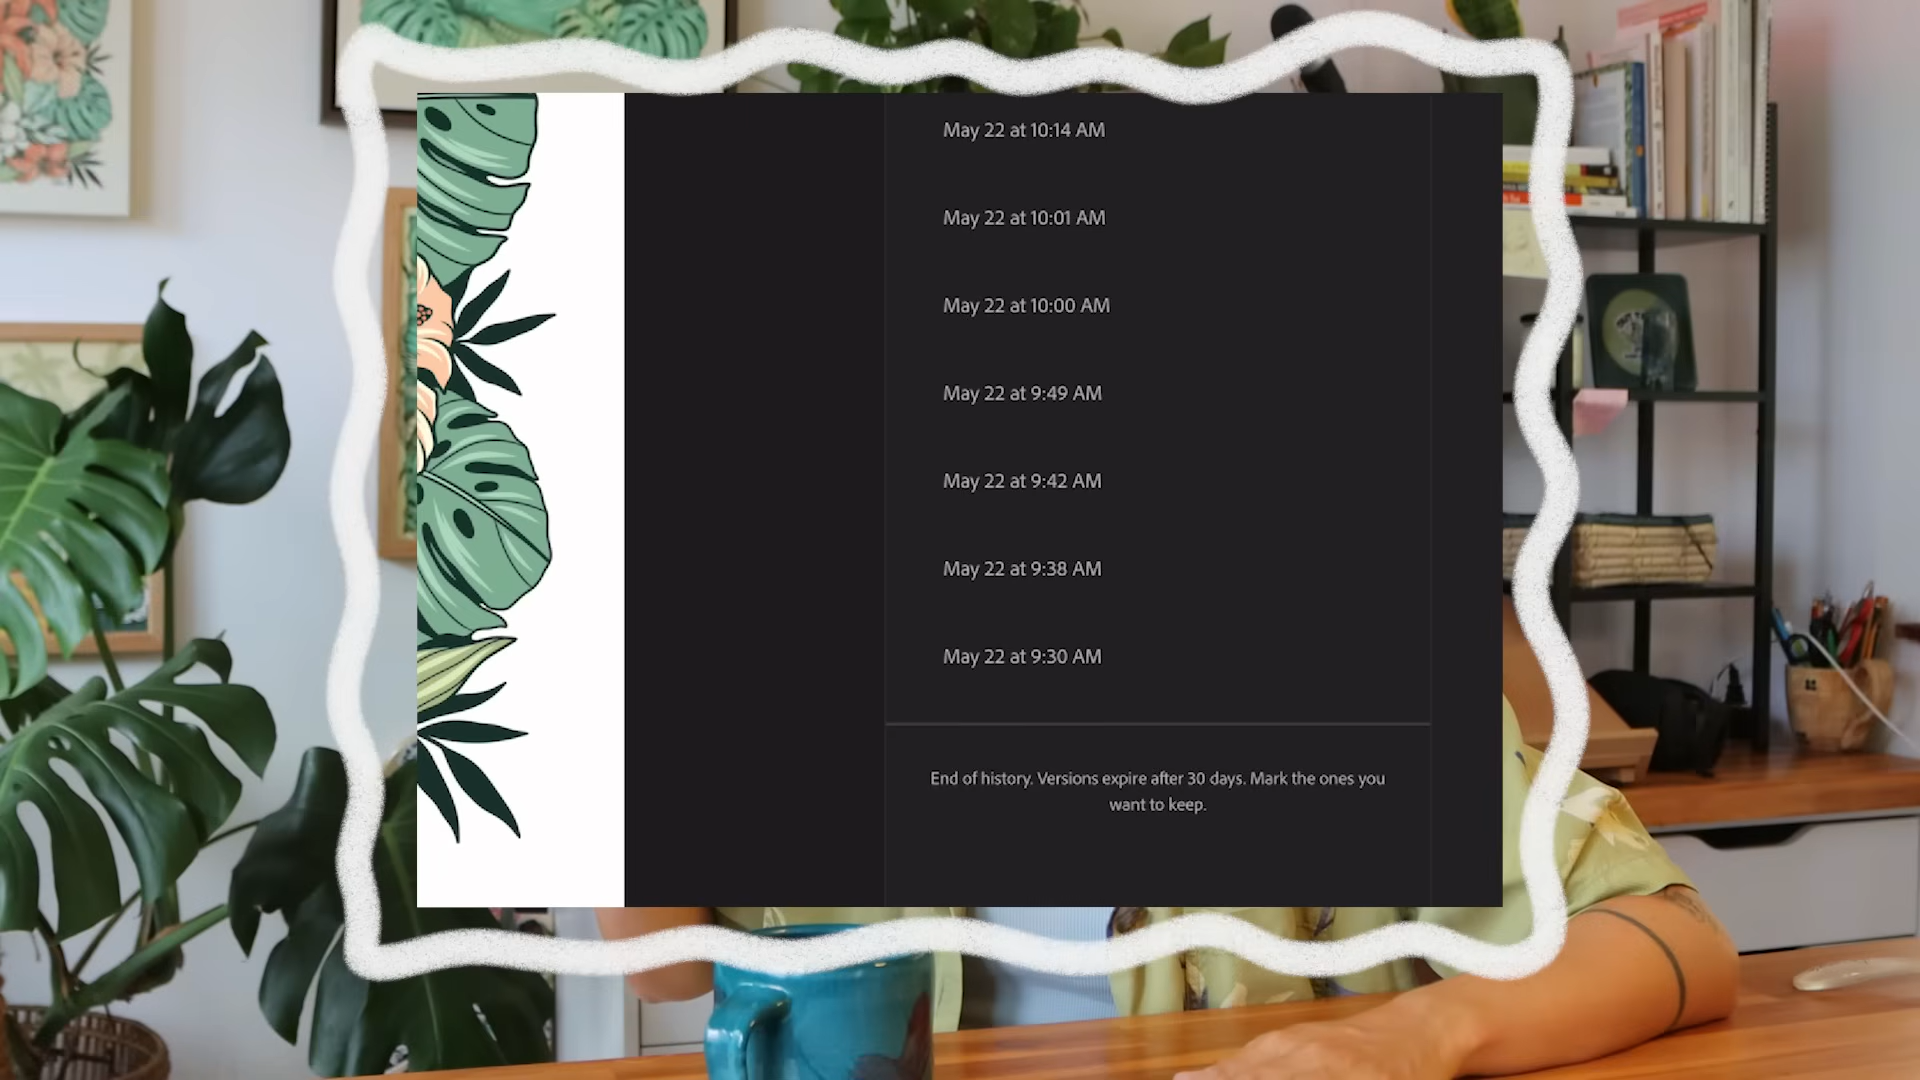 May 22 at 10:14 AM
May 22 at 10:01 AM
May 22 at 10:00 AM
May 22 at 9:49 AM
May 22 at 9:42 AM
May 22 at 9:38 AM
May 22 at 9:30 AM
End of history. Versions expire after 30 days. Mark the ones you
want to keep.